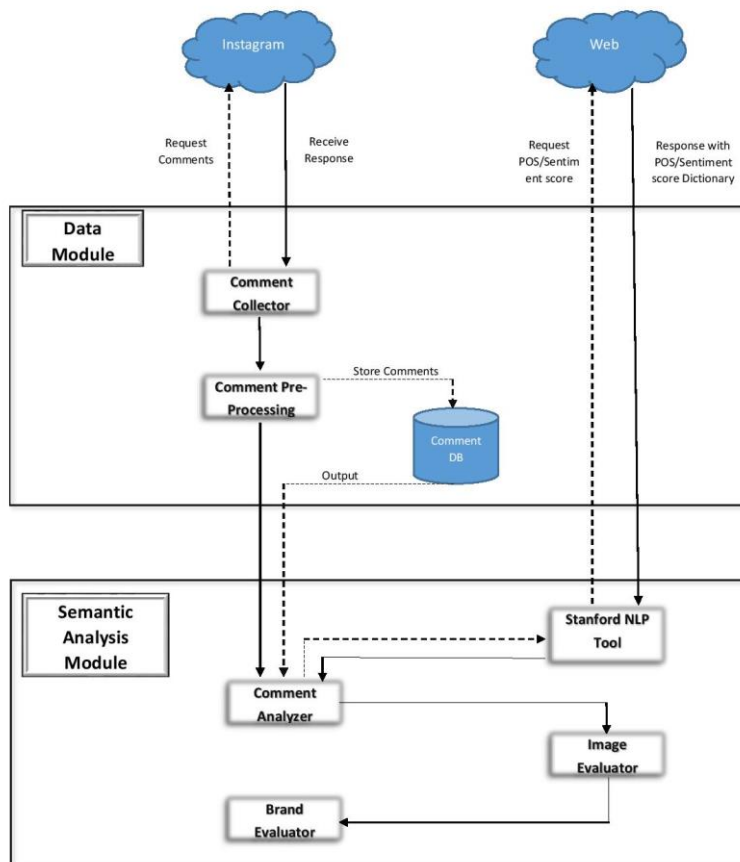 Instagram
Web
Request
Comments
Receive
Response
Request
POS/Sentim
ent score
Response with
POS/Sentiment
score Dictionary
Data
Module
Comment
Collector
Comment Pre-
Processing
Store Comments
Comment
DB
Output
Semantic
Analysis
Module
Stanford NLP
Tool
Comment
Analyzer
Image
Evaluator
Brand
Evaluator